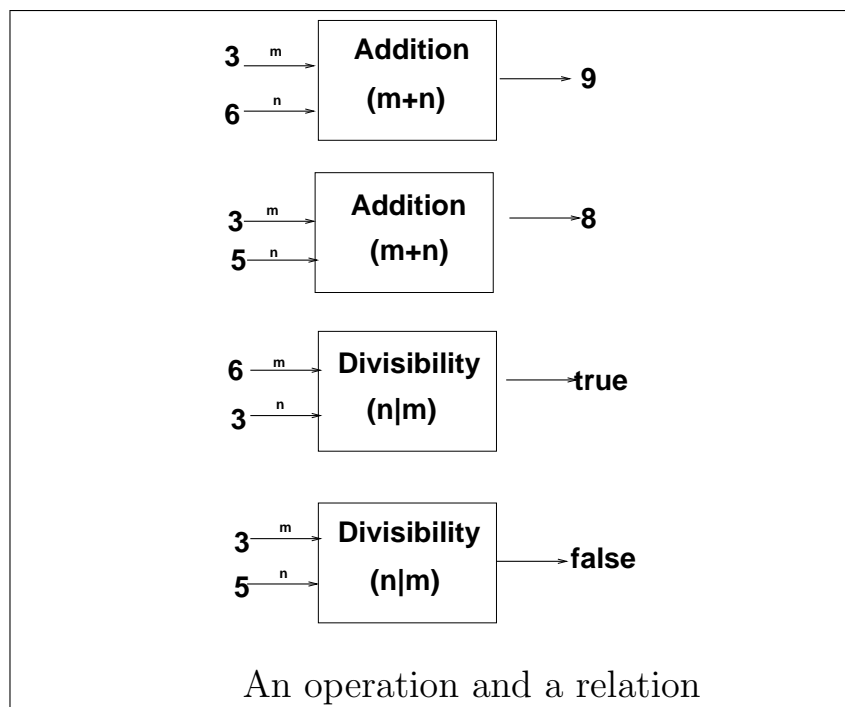 3 m Addition
(m+n) 9
6 n
3 m Addition 8
5 n (m+n)
6 m Divisibility true
3 n (n|m)
3 m Divisibility false
5 n (n|m)
An operation and a relation